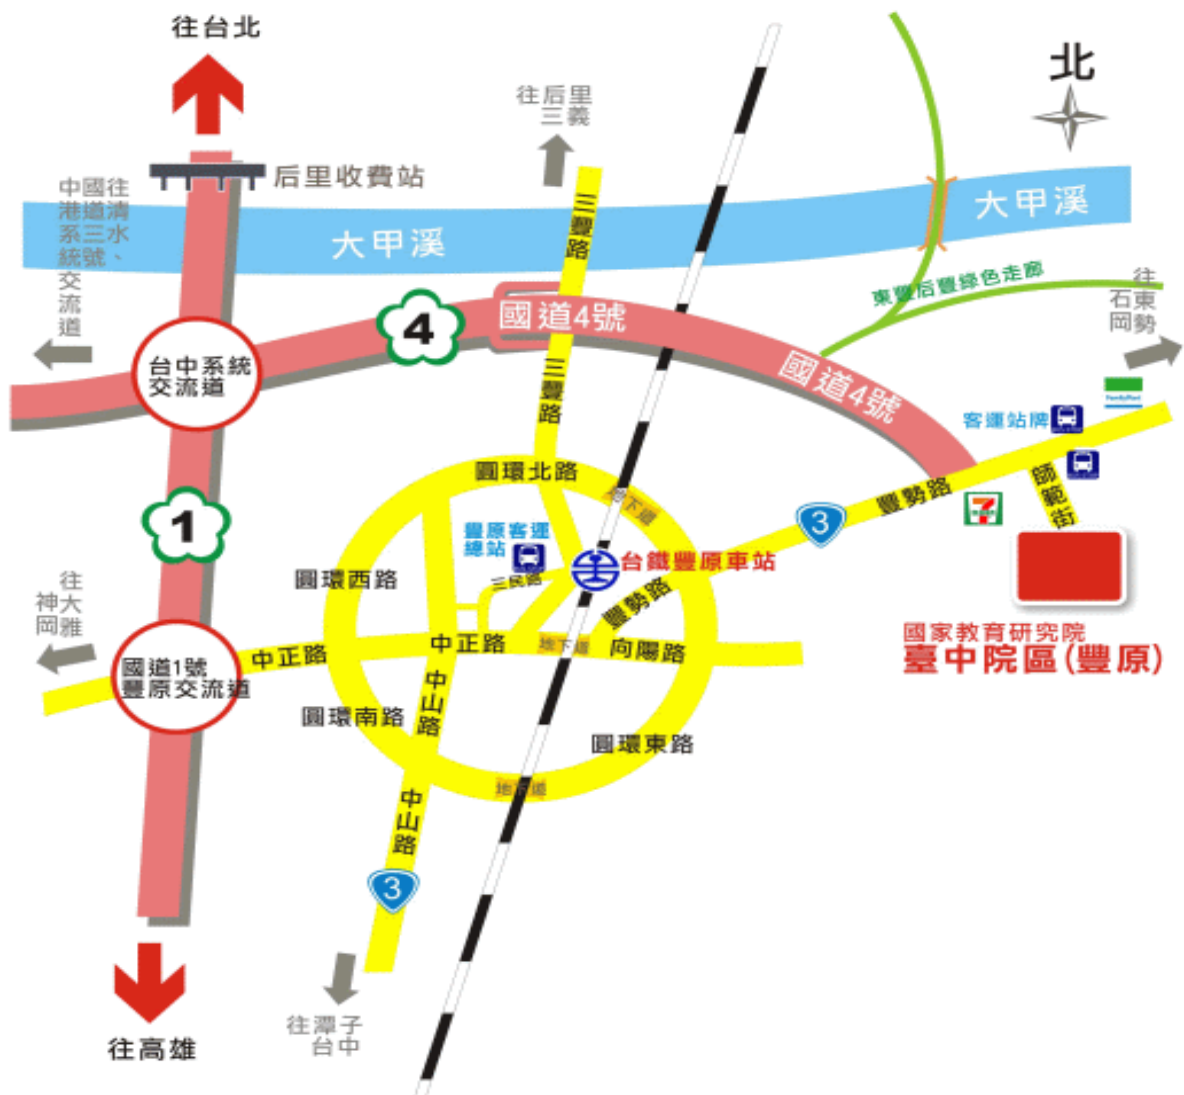 往台北
北
往后里
三義
后里收費站
往清水、
國道三號
中港系統交流道
大甲溪
大甲溪
三豐路
東豐后豐綠色走廊
往東勢
石岡
國道4號
4
國道4號
台中系統
交流道
三豐路
FamilyMart
客運站牌
圓環北路
地下道
師範街
豐勢路
7
3
1
豐原客運
總站
台鐵豐原車站
三民路
圓環西路
豐勢路
往大雅
神岡
中正路
地下道
向陽路
中正路
國道1號
豐原交流道
國家教育研究院
臺中院區(豐原)
中山路
圓環南路
圓環東路
地下道
中山路
3
往潭子
台中
往高雄